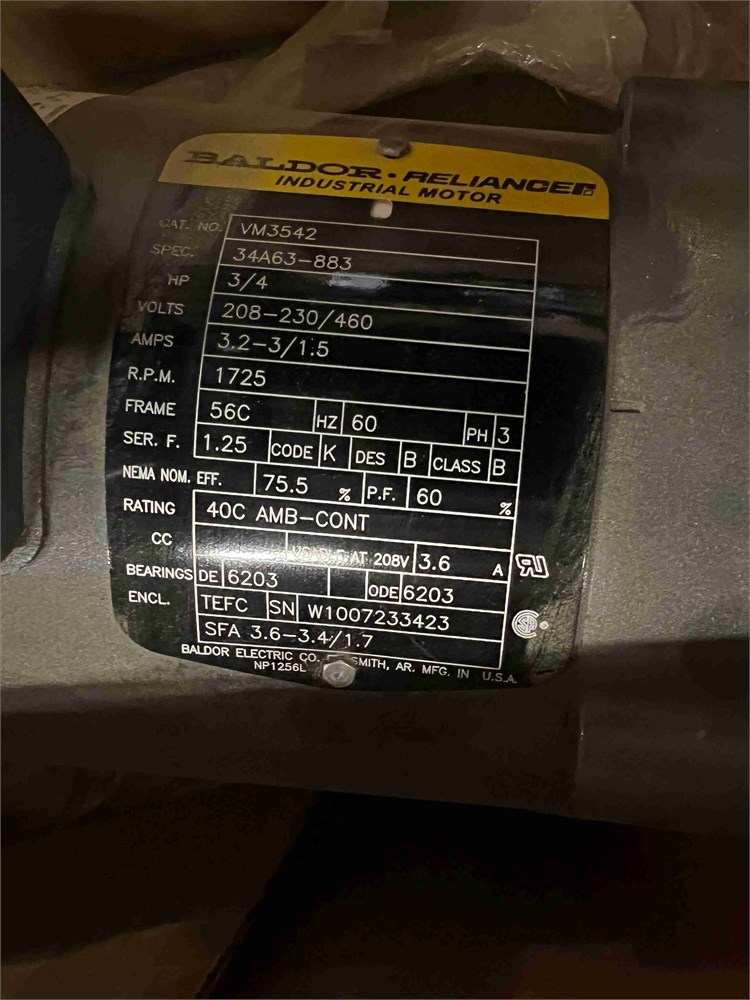 BALDOR • RELIANCE
INDUSTRIAL MOTOR
CAT. NO. VM3542
SPEC. 34A63-883
HP 3/4
VOLTS 208-230/460
AMPS 3.2-3/1.5
R.P.M. 1725
FRAME 56C HZ 60 PH 3
SER. F. 1.25 CODE K DES B CLASS B
NEMA NOM. EFF. 75.5 % P.F. 60 %
RATING 40C AMB-CONT
CC USABLE AT 208V 3.6 A
BEARINGS DE 6203 ODE 6203
ENCL. TEFC SN W1007233423
SFA 3.6-3.4/1.7
BALDOR ELECTRIC CO. SMITH, AR. MFG. IN U.S.A.
NP1256L